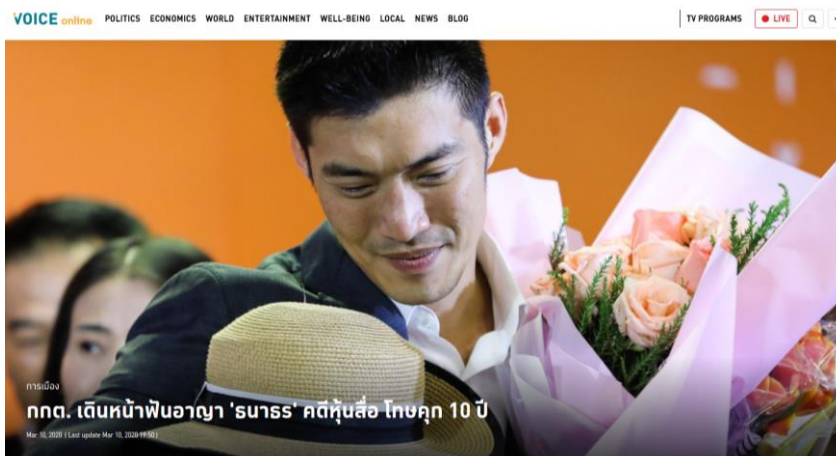 VOICE online POLITICS ECONOMICS WORLD ENTERTAINMENT WELL-BEING LOCAL NEWS BLOG TV PROGRAMS LIVE
การเมือง
กกต. เดินหน้าฟันอาญา 'ธนาธร' คดีหุ้นสื่อ โทษคุก 10 ปี
Mar 10, 2020 ( Last update Mar 10, 2020 19:50 )